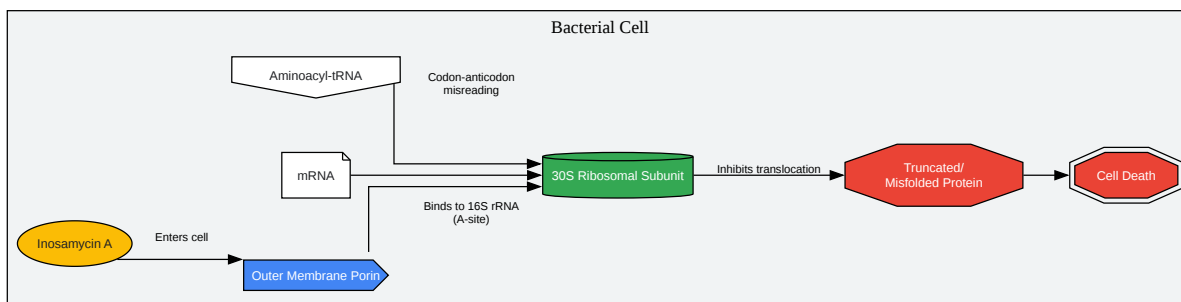 Bacterial Cell
Aminoacyl-tRNA
Codon-anticodon
misreading
mRNA
30S Ribosomal Subunit
Inhibits translocation
Truncated/
Misfolded Protein
Cell Death
Binds to 16S rRNA
(A-site)
Inosamycin A
Enters cell
Outer Membrane Porin